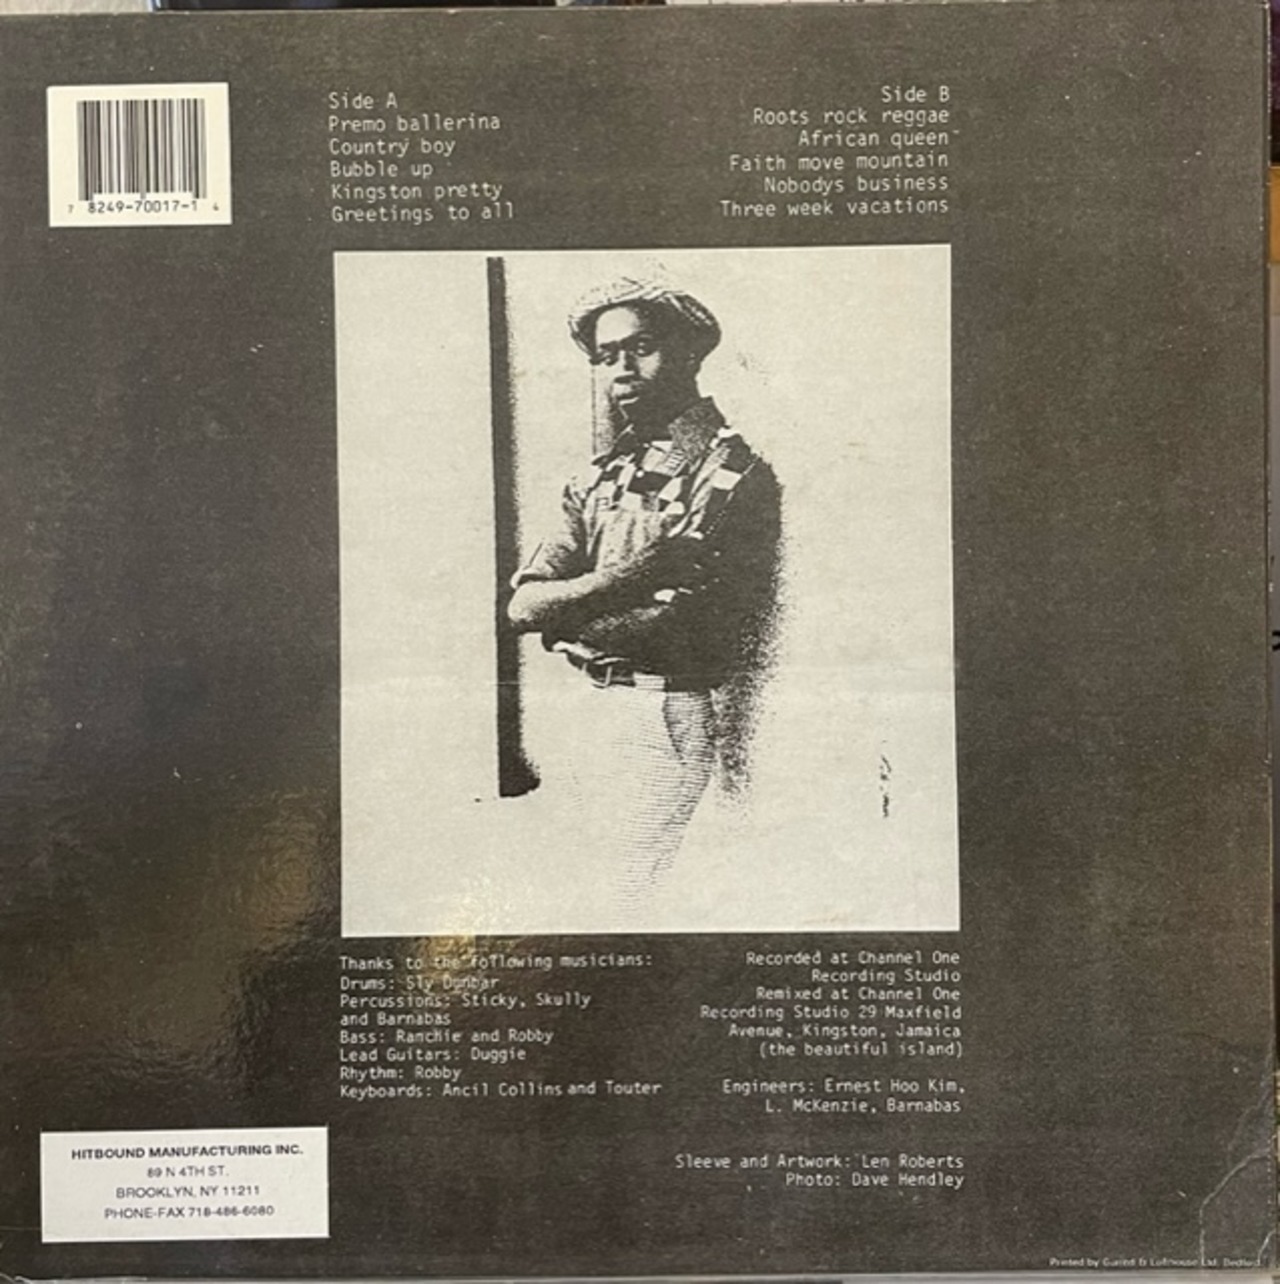 7 8249-70017-1 4
Side A
Premo ballerina
Country boy
Bubble up
Kingston pretty
Greetings to all
Side B
Roots rock reggae
African queen
Faith move mountain
Nobodys business
Three week vacations
Thanks to the following musicians:
Drums: Sly Dunbar
Percussions: Sticky, Skully
and Barnabas
Bass: Ranchie and Robby
Lead Guitars: Duggie
Rhythm: Robby
Keyboards: Ancil Collins and Touter
Recorded at Channel One
Recording Studio
Remixed at Channel One
Recording Studio 29 Maxfield
Avenue, Kingston, Jamaica
(the beautiful island)
Engineers: Ernest Hoo Kim,
L. McKenzie, Barnabas
Sleeve and Artwork: Len Roberts
Photo: Dave Hendley
HITBOUND MANUFACTURING INC.
89 N 4TH ST.
BROOKLYN, NY 11211
PHONE-FAX 718-486-6080
Printed by & Lofthouse Ltd.